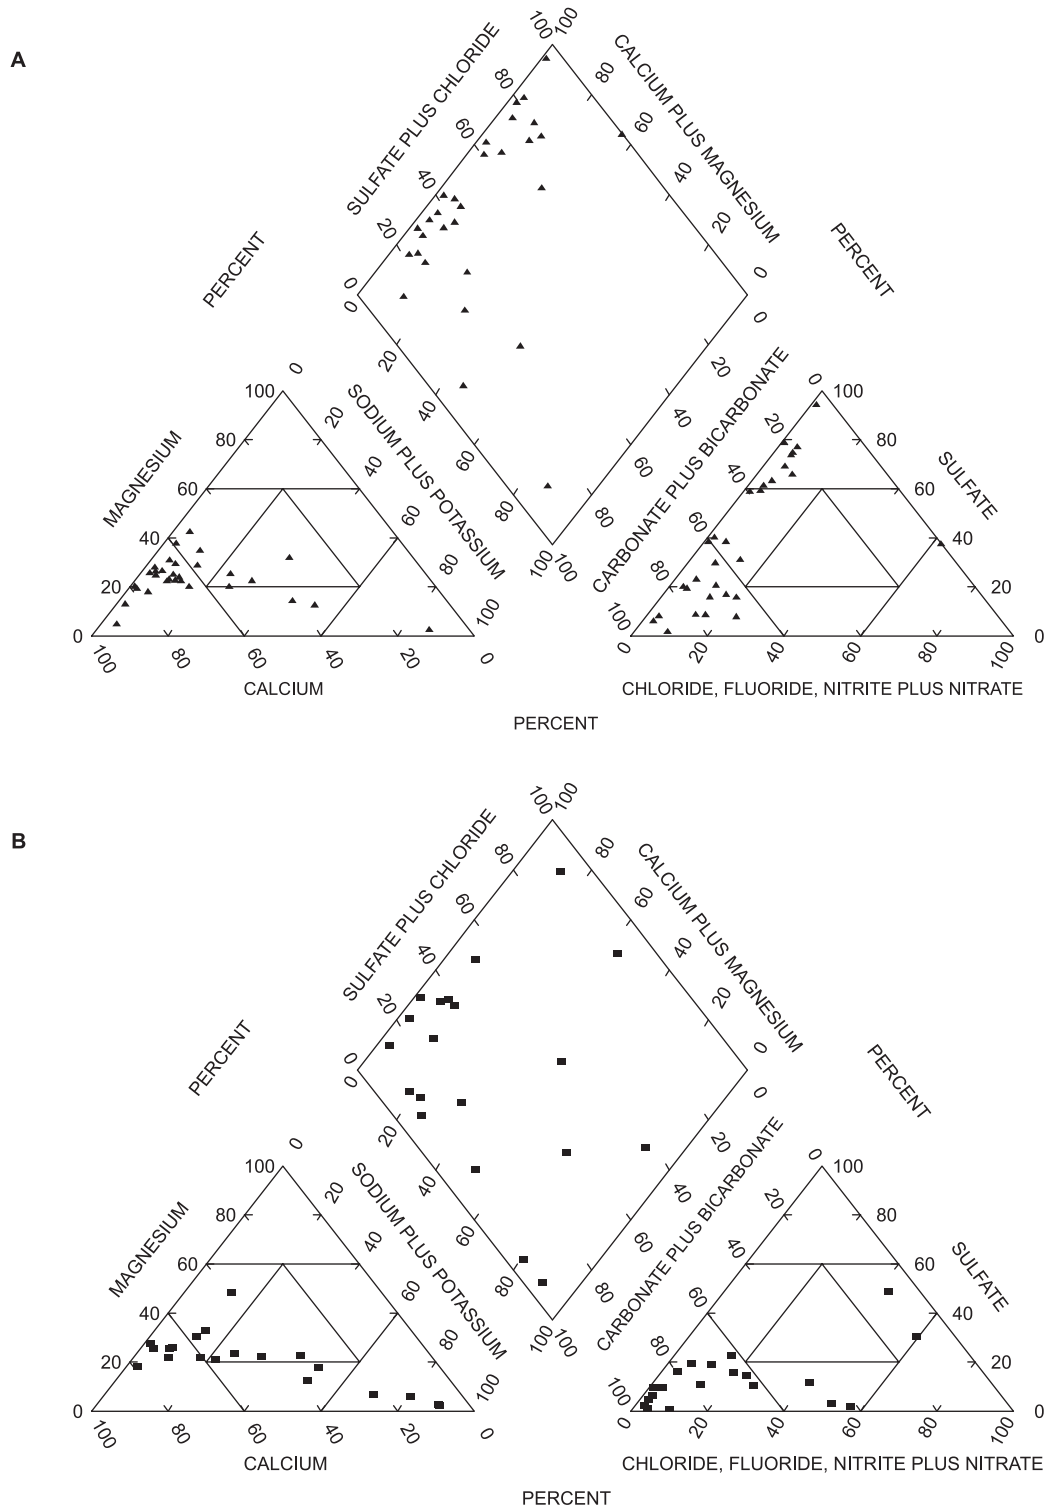 A
100 100
SULFATE PLUS CHLORIDE
CALCIUM PLUS MAGNESIUM
80 80
60 60
40 40
20 20
0 0
0 0
PERCENT
PERCENT
20 20
40 40
60 60
80 80
100 100
SODIUM PLUS POTASSIUM
CARBONATE PLUS BICARBONATE
MAGNESIUM
100 0
80 20
60 40
40 60
20 80
0 100
100 80 60 40 20 0
CALCIUM
SULFATE
0 100
20 80
40 60
60 40
80 20
100 0
0 20 40 60 80 100
CHLORIDE, FLUORIDE, NITRITE PLUS NITRATE
PERCENT
B
100 100
SULFATE PLUS CHLORIDE
CALCIUM PLUS MAGNESIUM
80 80
60 60
40 40
20 20
0 0
0 0
PERCENT
PERCENT
20 20
40 40
60 60
80 80
100 100
SODIUM PLUS POTASSIUM
CARBONATE PLUS BICARBONATE
MAGNESIUM
100 0
80 20
60 40
40 60
20 80
0 100
100 80 60 40 20 0
CALCIUM
SULFATE
0 100
20 80
40 60
60 40
80 20
100 0
0 20 40 60 80 100
CHLORIDE, FLUORIDE, NITRITE PLUS NITRATE
PERCENT